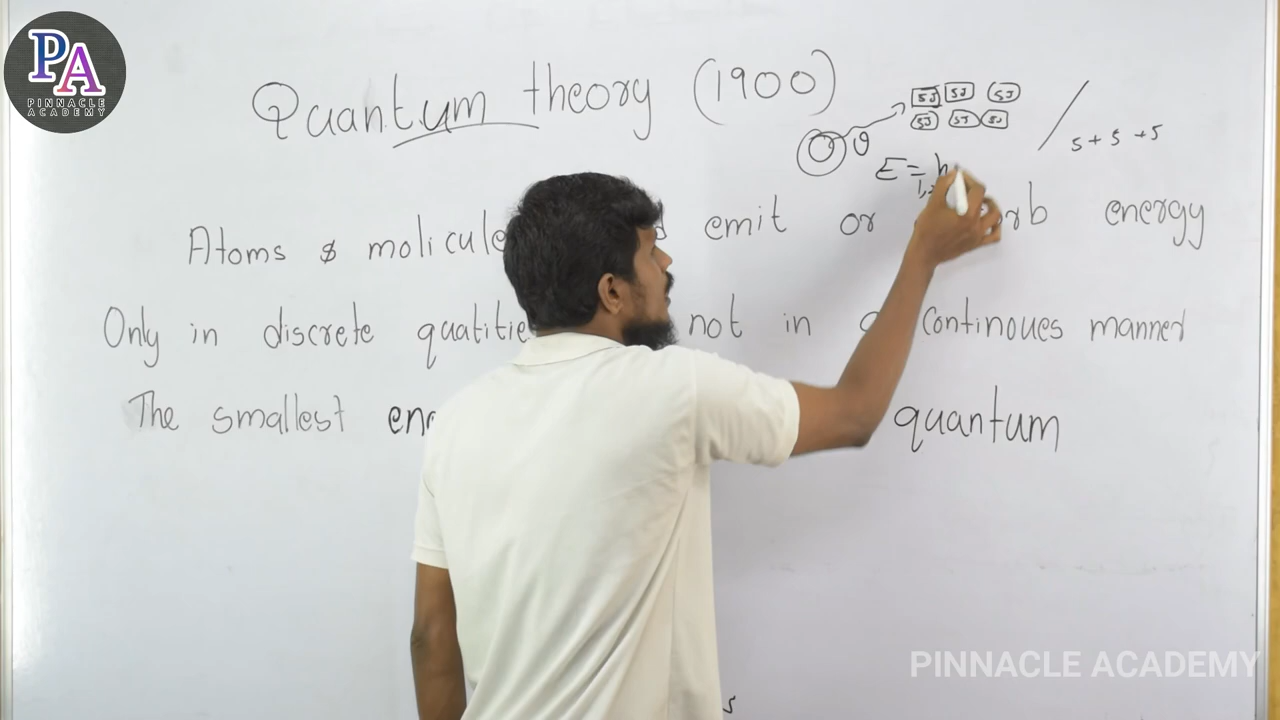 PA
PINNACLE
ACADEMY
Quantum theory (1900)
5J 5J 5J
5J 5J 5J
5 + 5 + 5
E = h
Atoms & molicule emit or rb energy
Only in discrete quatitie not in a continoues manner
The smallest ene quantum
PINNACLE ACADEMY